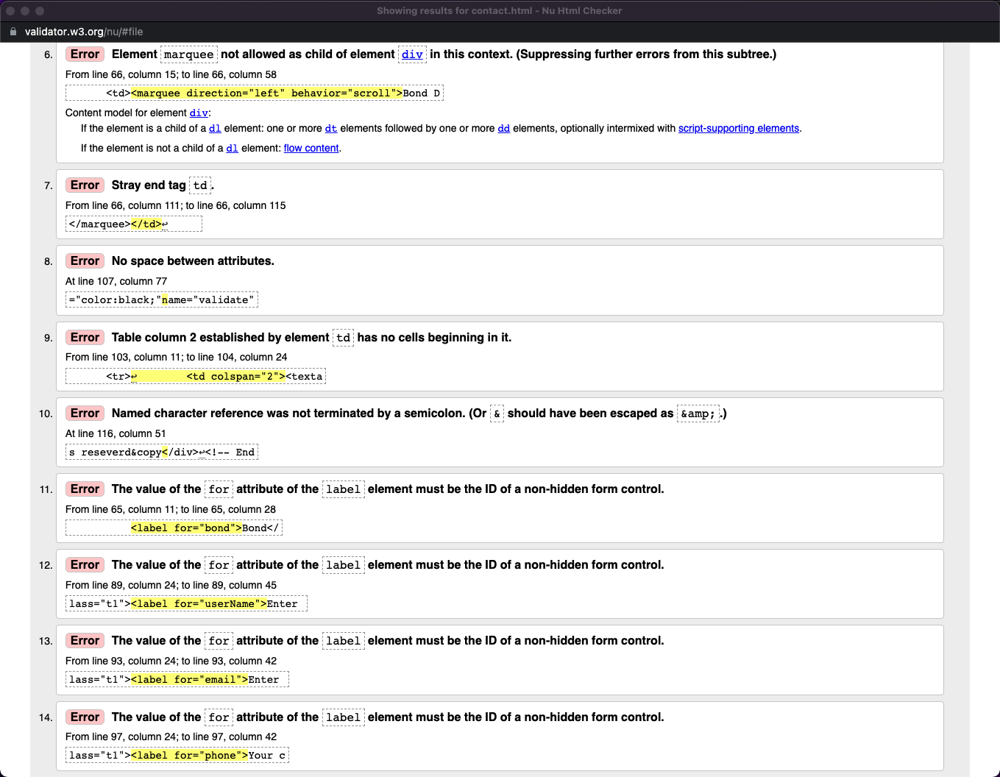 Showing results for contact.html - Nu Html Checker
validator.w3.org/nu/#file
6. Error Element marquee not allowed as child of element div in this context. (Suppressing further errors from this subtree.)
From line 66, column 15; to line 66, column 58
<td><marquee direction="left" behavior="scroll">Bond D
Content model for element div:
If the element is a child of a dl element: one or more dt elements followed by one or more dd elements, optionally intermixed with script-supporting elements.
If the element is not a child of a dl element: flow content.
7. Error Stray end tag td.
From line 66, column 111; to line 66, column 115
</marquee></td>↩
8. Error No space between attributes.
At line 107, column 77
="color:black;"name="validate"
9. Error Table column 2 established by element td has no cells beginning in it.
From line 103, column 11; to line 104, column 24
<tr>↩ <td colspan="2"><texta
10. Error Named character reference was not terminated by a semicolon. (Or & should have been escaped as &amp;.)
At line 116, column 51
s reseverd&copy</div>↩<!-- End
11. Error The value of the for attribute of the label element must be the ID of a non-hidden form control.
From line 65, column 11; to line 65, column 28
<label for="bond">Bond</
12. Error The value of the for attribute of the label element must be the ID of a non-hidden form control.
From line 89, column 24; to line 89, column 45
lass="t1"><label for="userName">Enter
13. Error The value of the for attribute of the label element must be the ID of a non-hidden form control.
From line 93, column 24; to line 93, column 42
lass="t1"><label for="email">Enter
14. Error The value of the for attribute of the label element must be the ID of a non-hidden form control.
From line 97, column 24; to line 97, column 42
lass="t1"><label for="phone">Your c